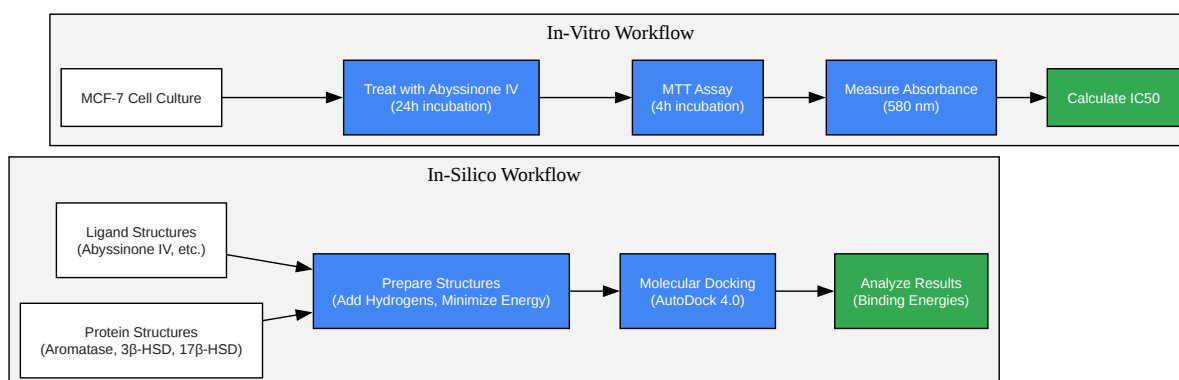 In-Vitro Workflow
MCF-7 Cell Culture
Treat with Abyssinone IV
(24h incubation)
MTT Assay
(4h incubation)
Measure Absorbance
(580 nm)
Calculate IC50
In-Silico Workflow
Ligand Structures
(Abyssinone IV, etc.)
Protein Structures
(Aromatase, 3β-HSD, 17β-HSD)
Prepare Structures
(Add Hydrogens, Minimize Energy)
Molecular Docking
(AutoDock 4.0)
Analyze Results
(Binding Energies)